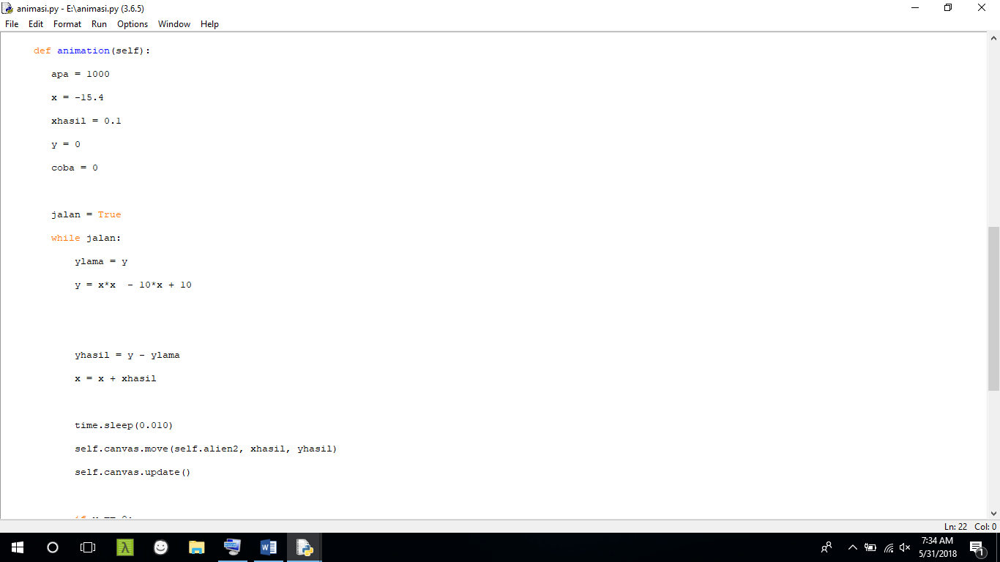 animasi.py - E:\animasi.py (3.6.5)
File Edit Format Run Options Window Help
def animation(self):
apa = 1000
x = -15.4
xhasil = 0.1
y = 0
coba = 0
jalan = True
while jalan:
ylama = y
y = x*x  - 10*x + 10
yhasil = y - ylama
x = x + xhasil
time.sleep(0.010)
self.canvas.move(self.alien2, xhasil, yhasil)
self.canvas.update()
Ln: 22 Col: 0
7:34 AM
5/31/2018
1